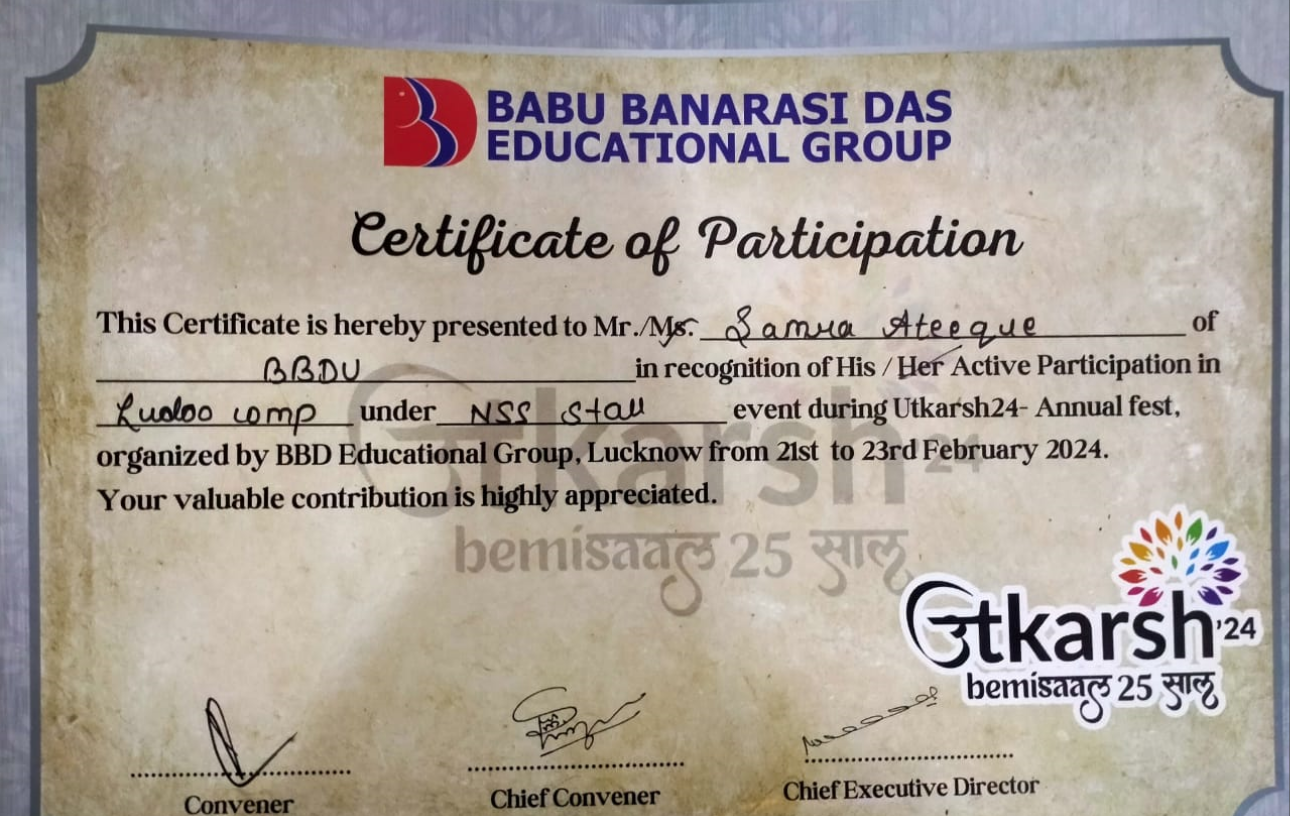 BABU BANARASI DAS
EDUCATIONAL GROUP
Certificate of Participation
This Certificate is hereby presented to Mr./Ms. Samra Ateeque of
BBDU in recognition of His / Her Active Participation in
Ludoo comp under NSS Stall event during Utkarsh24- Annual fest,
organized by BBD Educational Group, Lucknow from 21st to 23rd February 2024.
Your valuable contribution is highly appreciated.
उtkarsh'24
bemisaaल 25 साल
उtkarsh'24
bemisaaल 25 साल
Convener
Chief Convener
Chief Executive Director